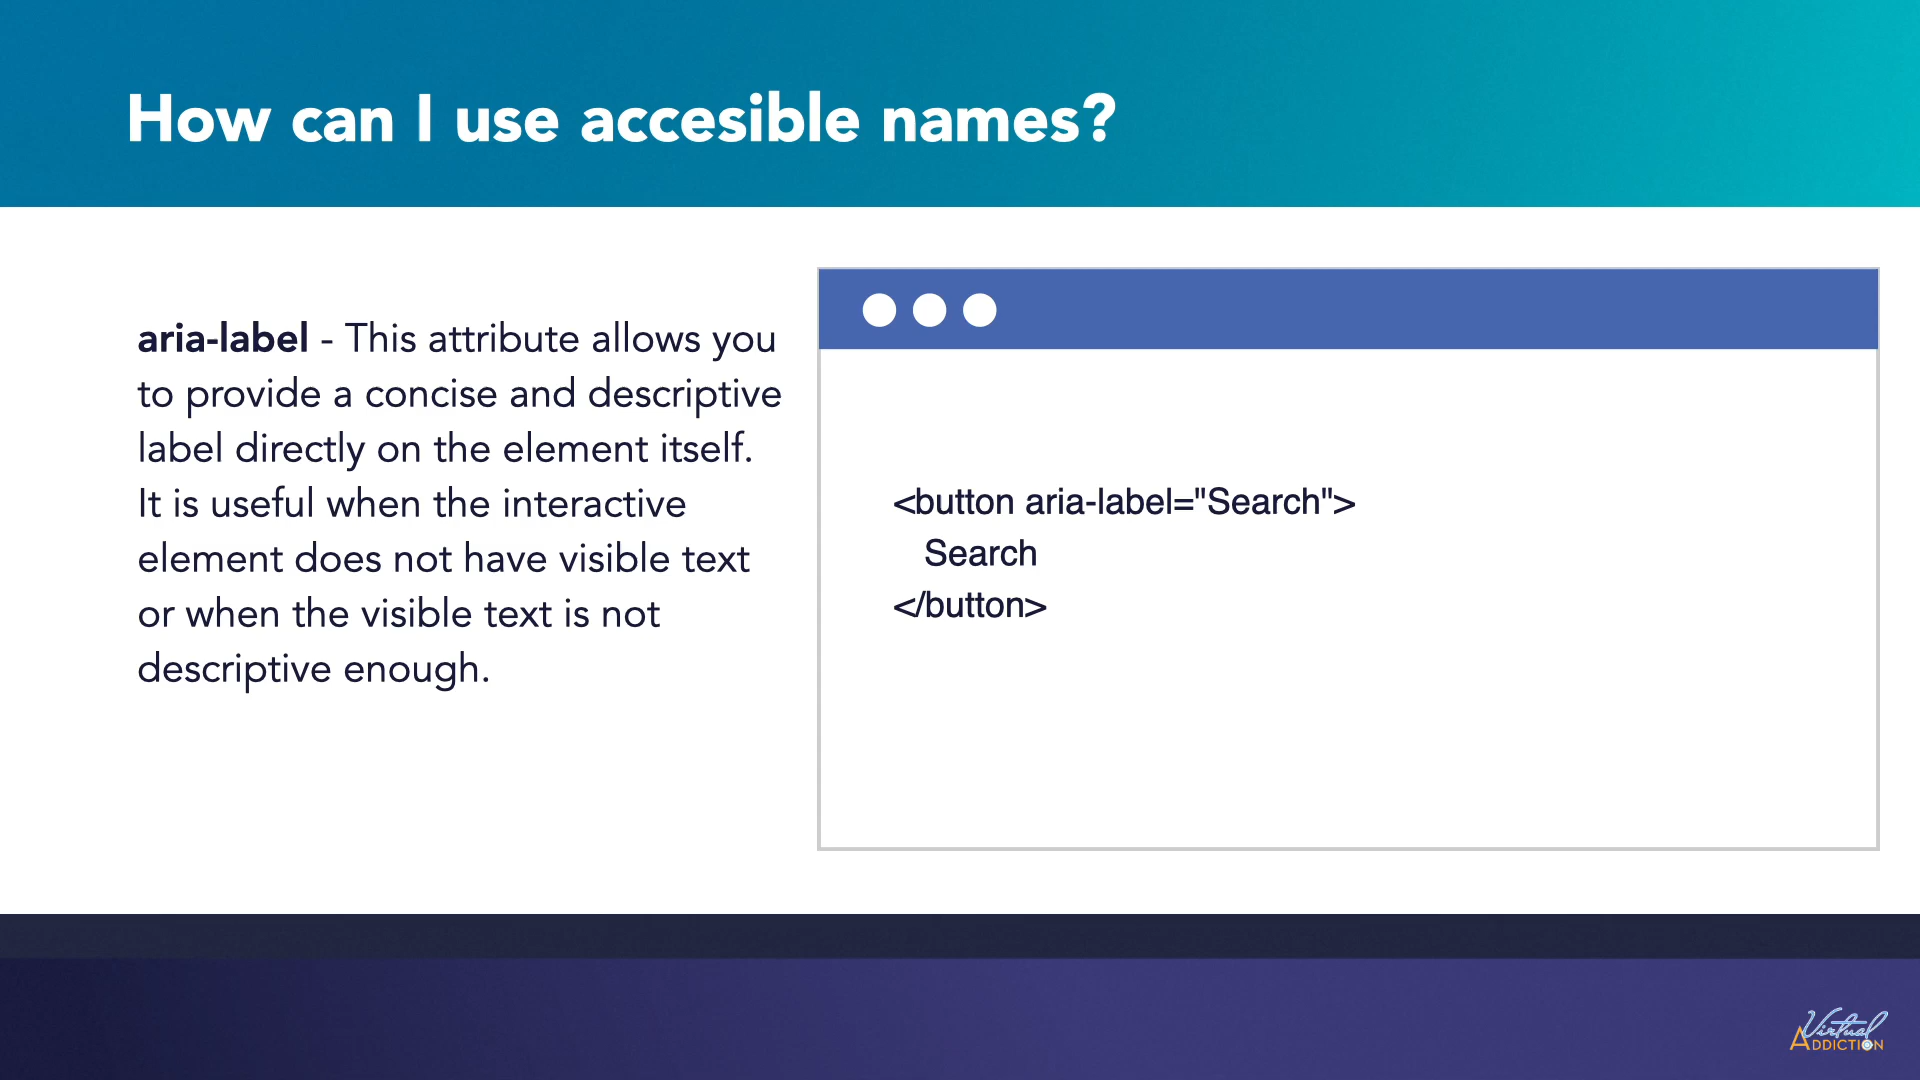 How can I use accesible names?
aria-label - This attribute allows you
to provide a concise and descriptive
label directly on the element itself.
It is useful when the interactive
element does not have visible text
or when the visible text is not
descriptive enough.
<button aria-label="Search">
Search
</button>
Virtual
ADDICTION